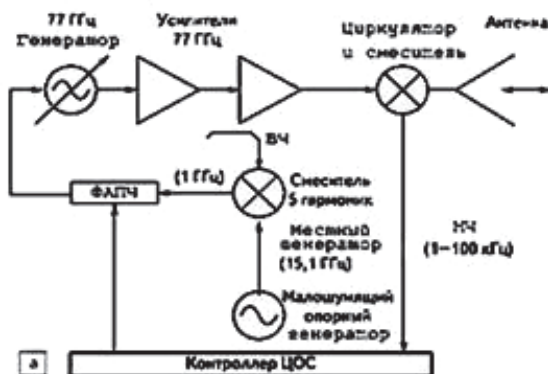 77 ГГц
Генератор
Усилители
77 ГГц
Циркулятор
и смеситель
Антенна
ВЧ
(1 ГГц)
Смеситель
5 гармоник
ФАПЧ
Местный
генератор
(15,1 ГГц)
НЧ
(1–100 кГц)
Малошумящий
опорный
генератор
а
Контроллер ЦОС